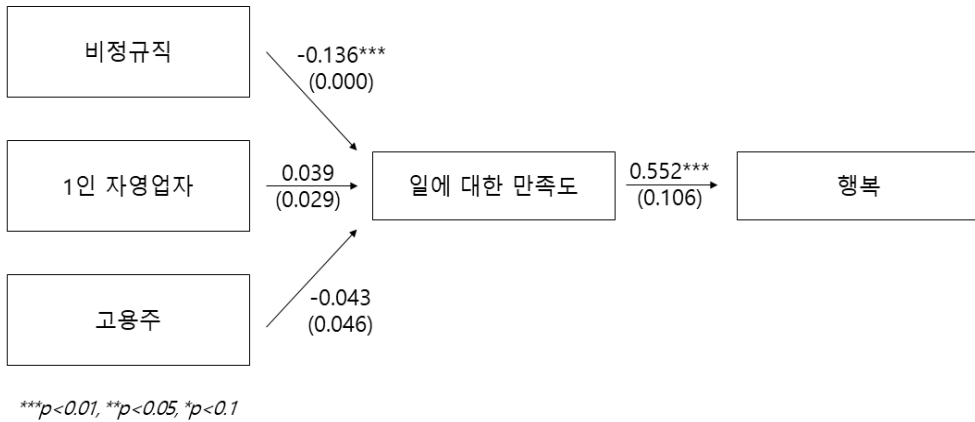 비정규직
-0.136***
(0.000)
1인 자영업자
0.039
(0.029)
일에 대한 만족도
0.552***
(0.106)
행복
고용주
-0.043
(0.046)
***p<0.01, **p<0.05, *p<0.1